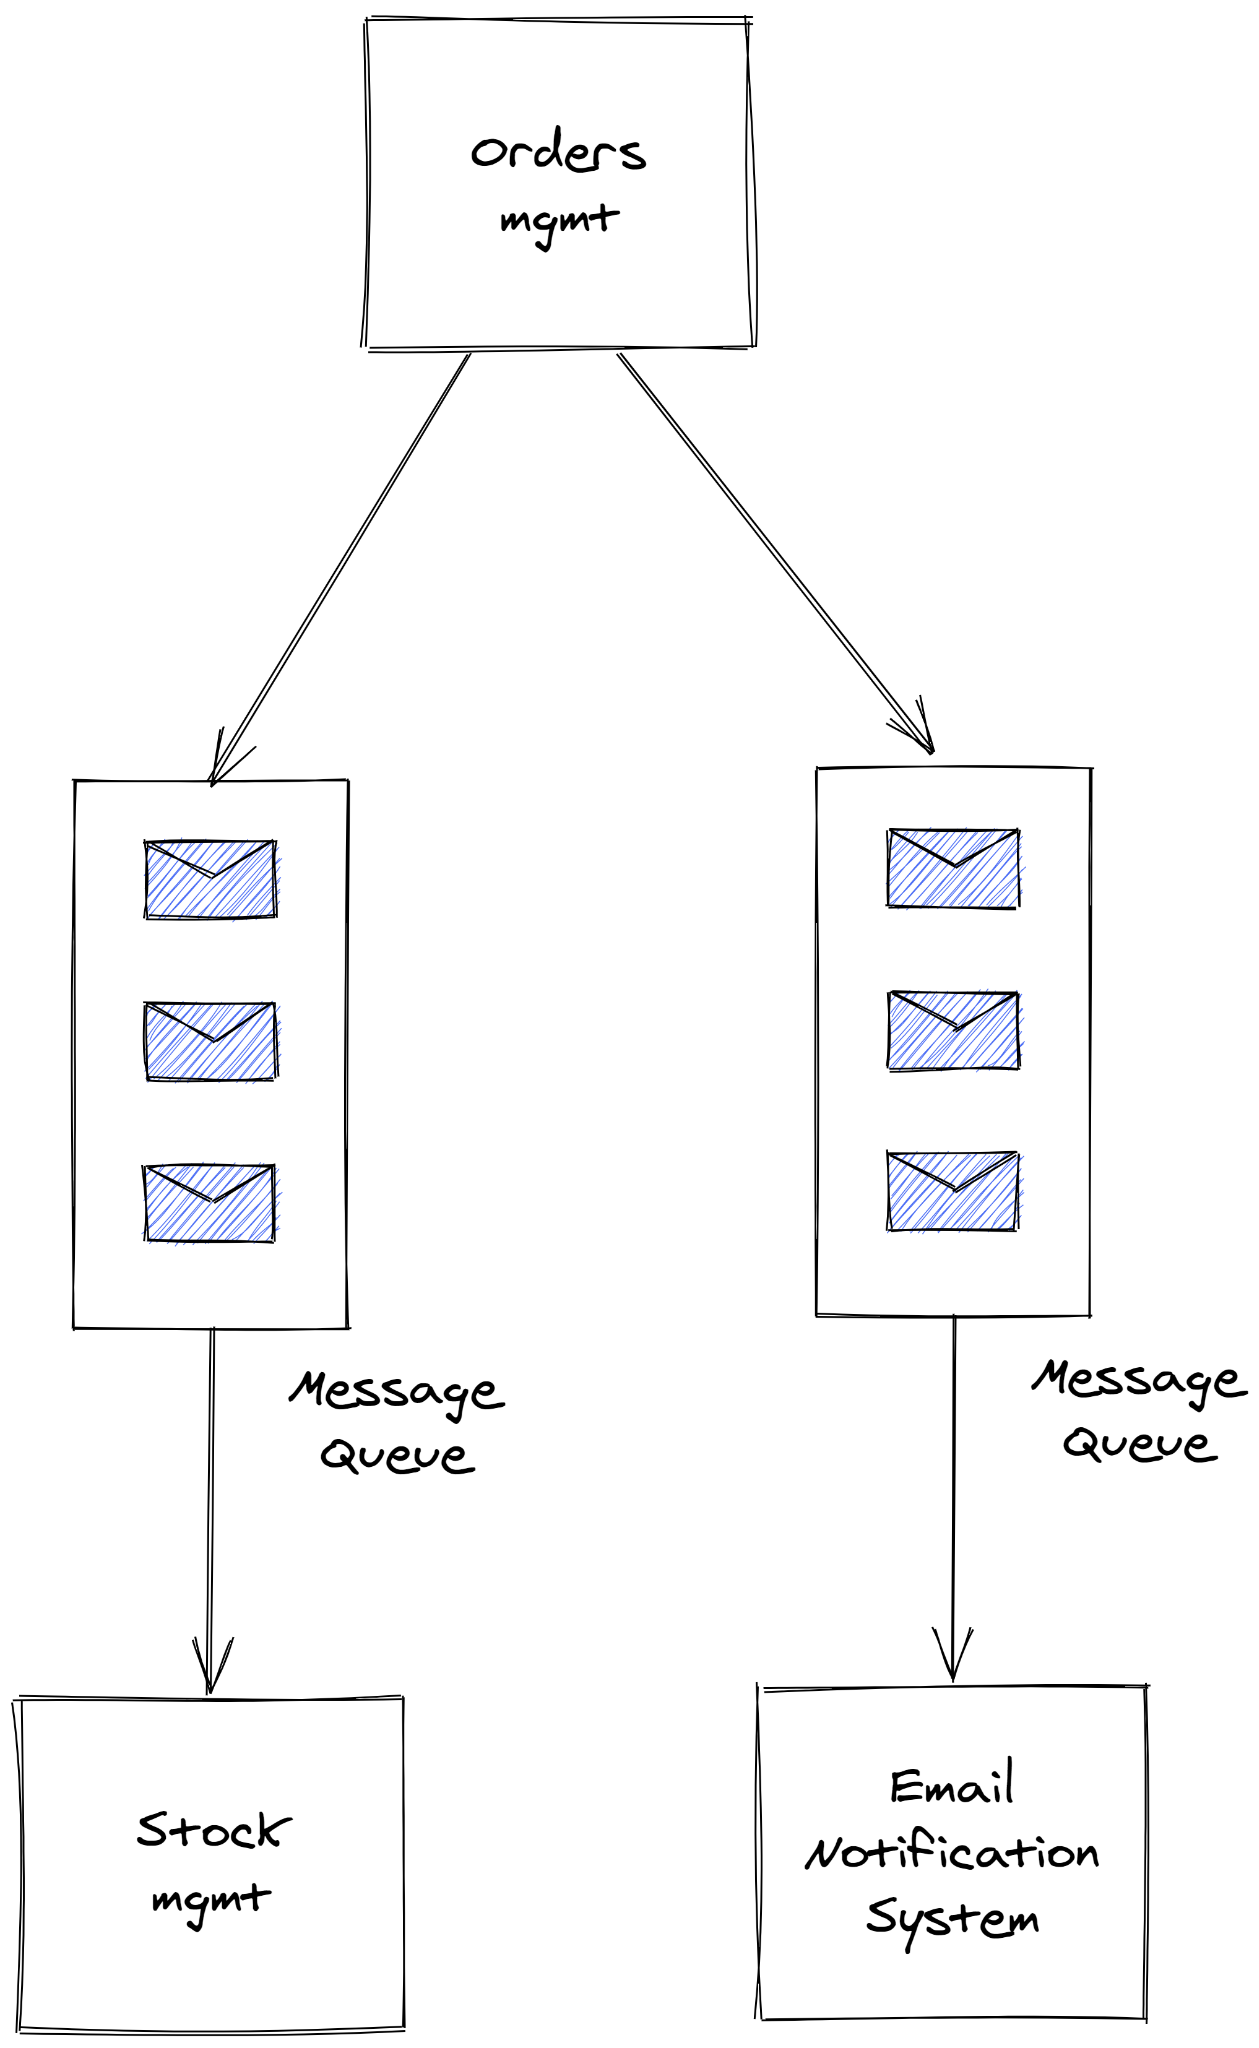 Orders
mgmt
Message
Queue
Message
Queue
Stock
mgmt
Email
Notification
System